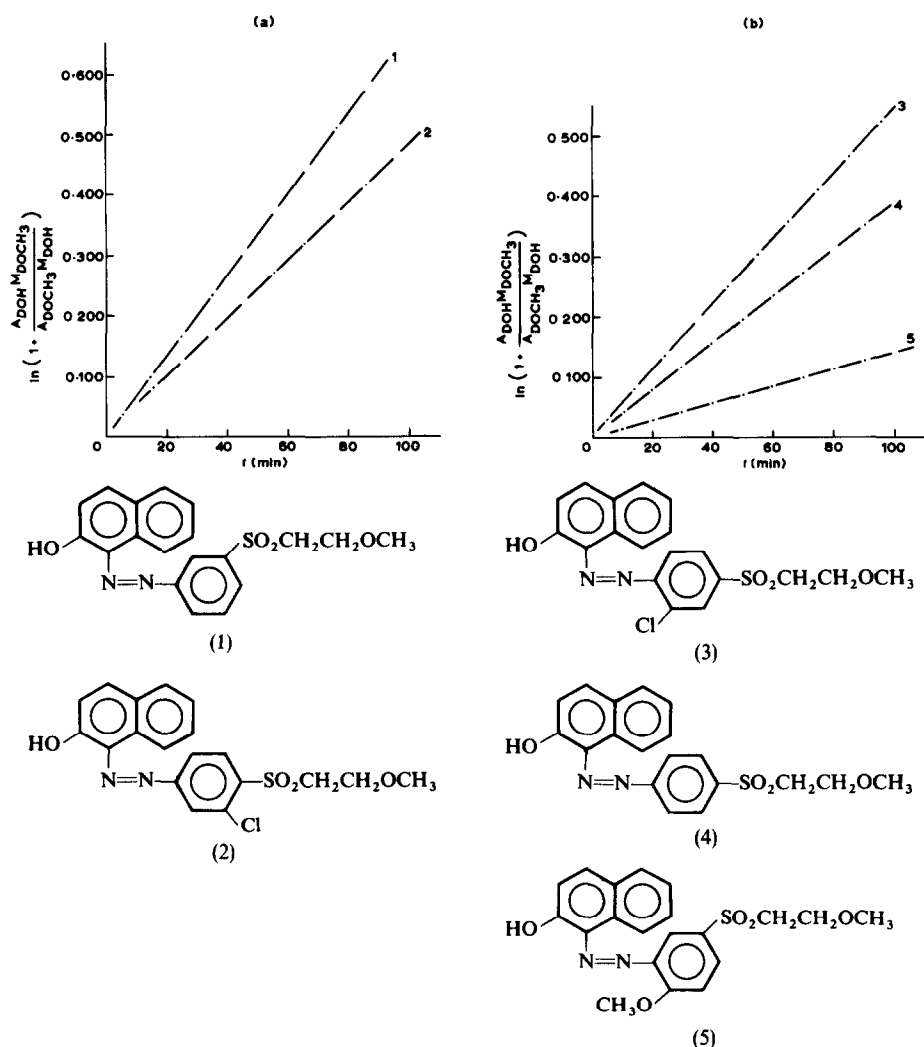 (a)
0·600
0·500
0·400
0·300
0·200
0·100
0
20
40
60
80
100
t (min)
ln (1+ A_DOH M_DOCH3 / A_DOCH3 M_DOH)
1
2
(b)
0·500
0·400
0·300
0·200
0·100
0
20
40
60
80
100
t (min)
ln (1+ A_DOH M_DOCH3 / A_DOCH3 M_DOH)
3
4
5
HO
N=N
SO₂CH₂CH₂OCH₃
(1)
HO
N=N
SO₂CH₂CH₂OCH₃
Cl
(2)
HO
N=N
SO₂CH₂CH₂OCH₃
Cl
(3)
HO
N=N
SO₂CH₂CH₂OCH₃
(4)
HO
N=N
SO₂CH₂CH₂OCH₃
CH₃O
(5)